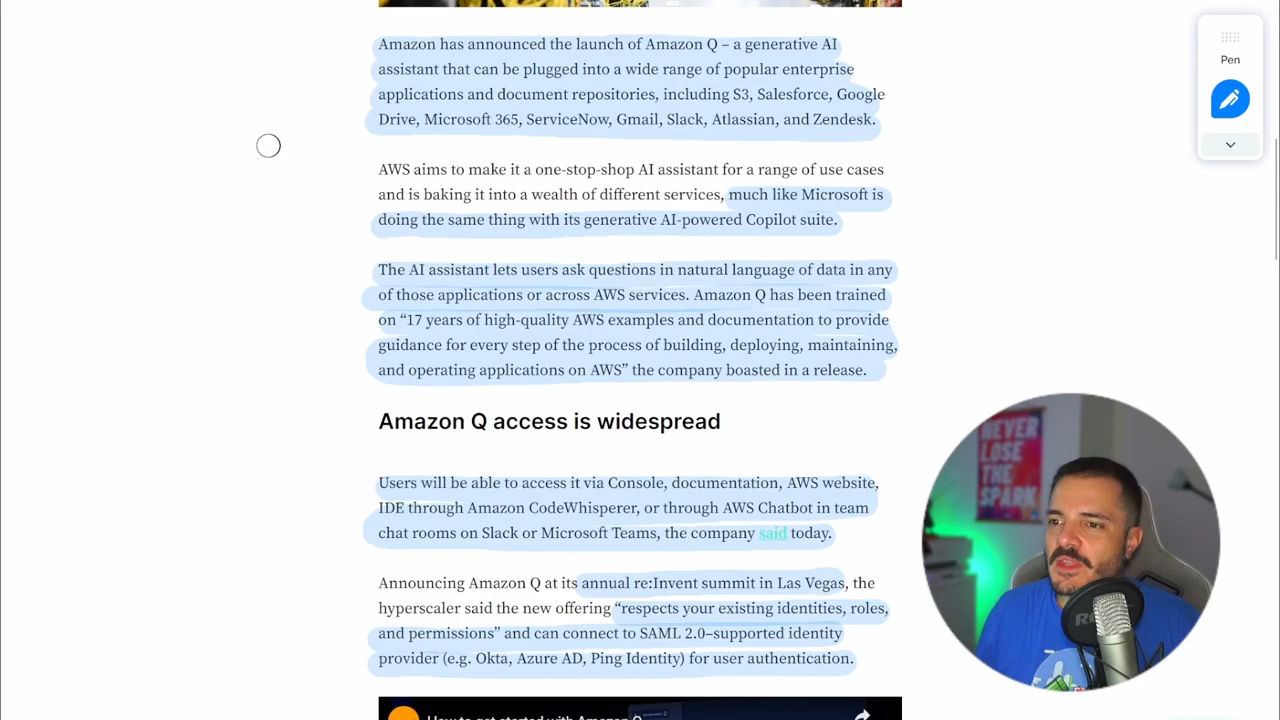 Amazon has announced the launch of Amazon Q – a generative AI
assistant that can be plugged into a wide range of popular enterprise
applications and document repositories, including S3, Salesforce, Google
Drive, Microsoft 365, ServiceNow, Gmail, Slack, Atlassian, and Zendesk.
AWS aims to make it a one-stop-shop AI assistant for a range of use cases
and is baking it into a wealth of different services, much like Microsoft is
doing the same thing with its generative AI-powered Copilot suite.
The AI assistant lets users ask questions in natural language of data in any
of those applications or across AWS services. Amazon Q has been trained
on “17 years of high-quality AWS examples and documentation to provide
guidance for every step of the process of building, deploying, maintaining,
and operating applications on AWS” the company boasted in a release.
Amazon Q access is widespread
Users will be able to access it via Console, documentation, AWS website,
IDE through Amazon CodeWhisperer, or through AWS Chatbot in team
chat rooms on Slack or Microsoft Teams, the company said today.
Announcing Amazon Q at its annual re:Invent summit in Las Vegas, the
hyperscaler said the new offering “respects your existing identities, roles,
and permissions” and can connect to SAML 2.0–supported identity
provider (e.g. Okta, Azure AD, Ping Identity) for user authentication.
How to get started with Amazon Q
Pen
NEVER
LOSE
THE
SPARK